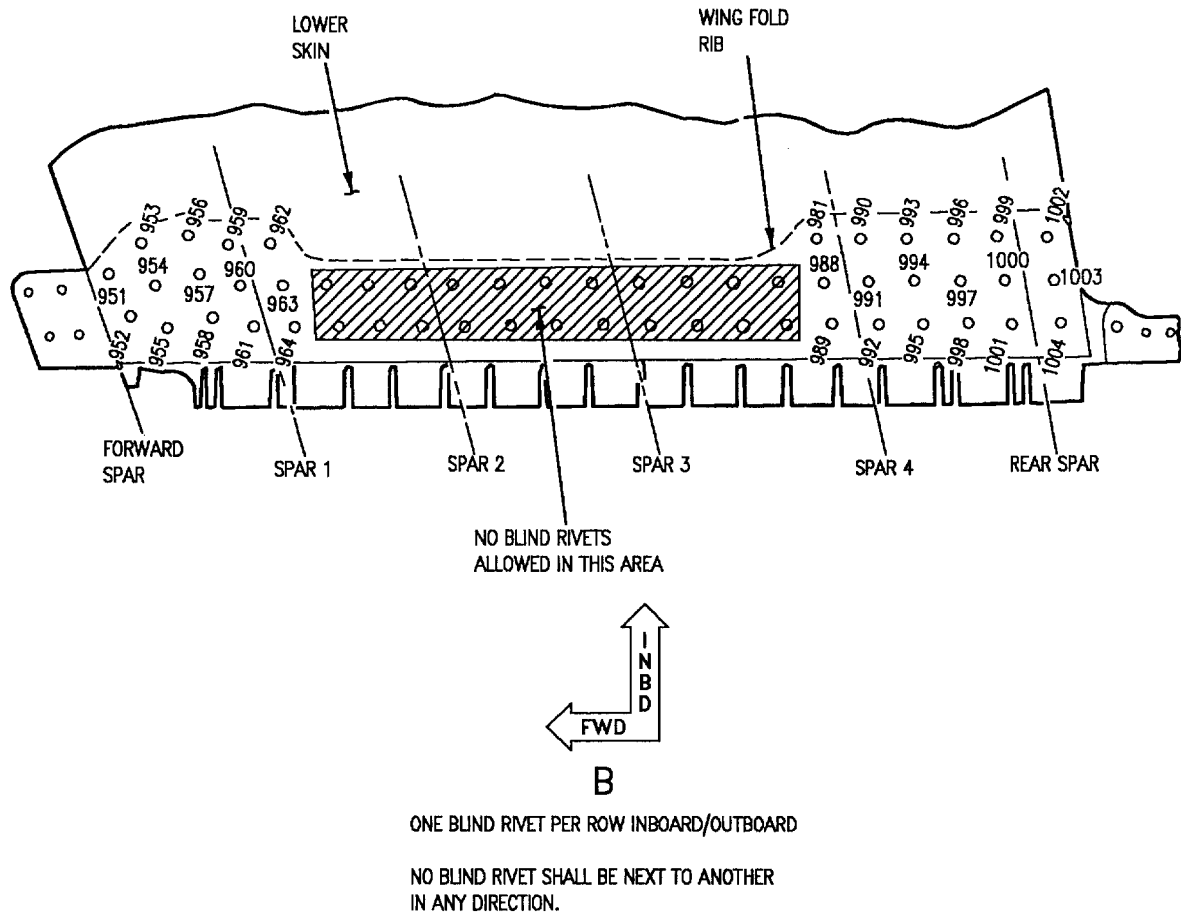 LOWER
SKIN
WING FOLD
RIB
953
956
959
962
981
990
993
996
999
1002
954
960
988
994
1000
1003
951
957
963
991
997
952
955
958
961
964
989
992
995
998
1001
1004
FORWARD
SPAR
SPAR 1
SPAR 2
SPAR 3
SPAR 4
REAR SPAR
NO BLIND RIVETS
ALLOWED IN THIS AREA
INBD
FWD
B
ONE BLIND RIVET PER ROW INBOARD/OUTBOARD
NO BLIND RIVET SHALL BE NEXT TO ANOTHER
IN ANY DIRECTION.